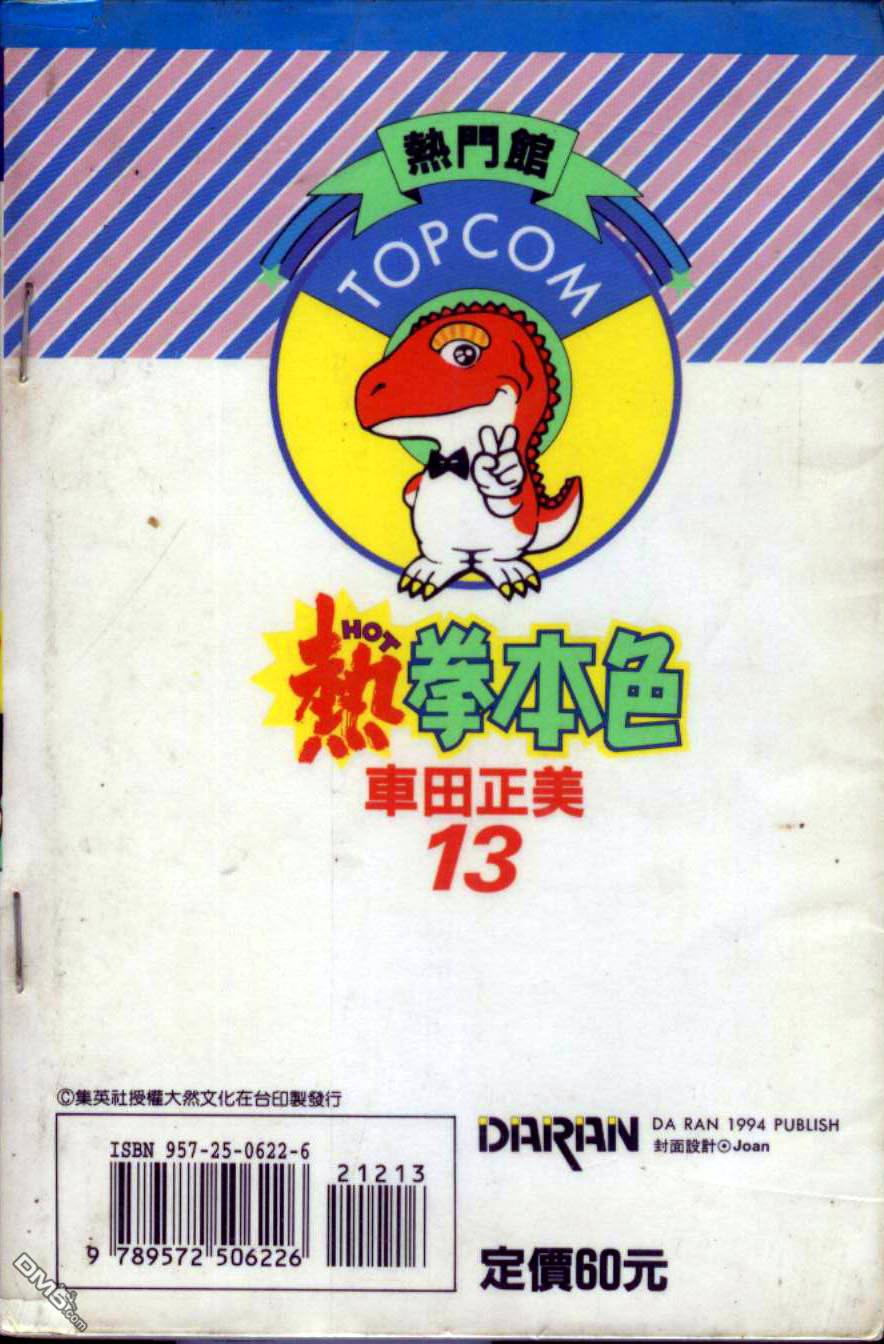 熱門館
TOPCOM
HOT
熱拳本色
車田正美
13
©集英社授權大然文化在台印製發行
ISBN 957-25-0622-6
21213
9 789572 506226
DARAN
DA RAN 1994 PUBLISH
封面設計⊙Joan
定價60元
DM5.com